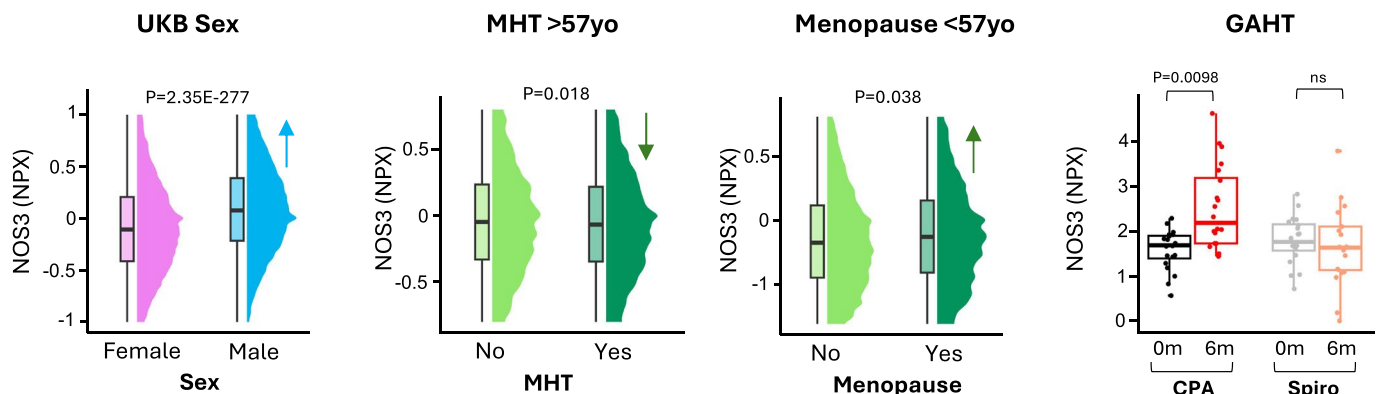 UKB Sex
P=2.35E-277
NOS3 (NPX)
1
0.5
0
-0.5
-1
Female Male
Sex
MHT >57yo
P=0.018
NOS3 (NPX)
0.5
0
-0.5
No Yes
MHT
Menopause <57yo
P=0.038
NOS3 (NPX)
0.5
0
-1
No Yes
Menopause
GAHT
P=0.0098 ns
NOS3 (NPX)
4
3
2
1
0
0m 6m 0m 6m
CPA Spiro